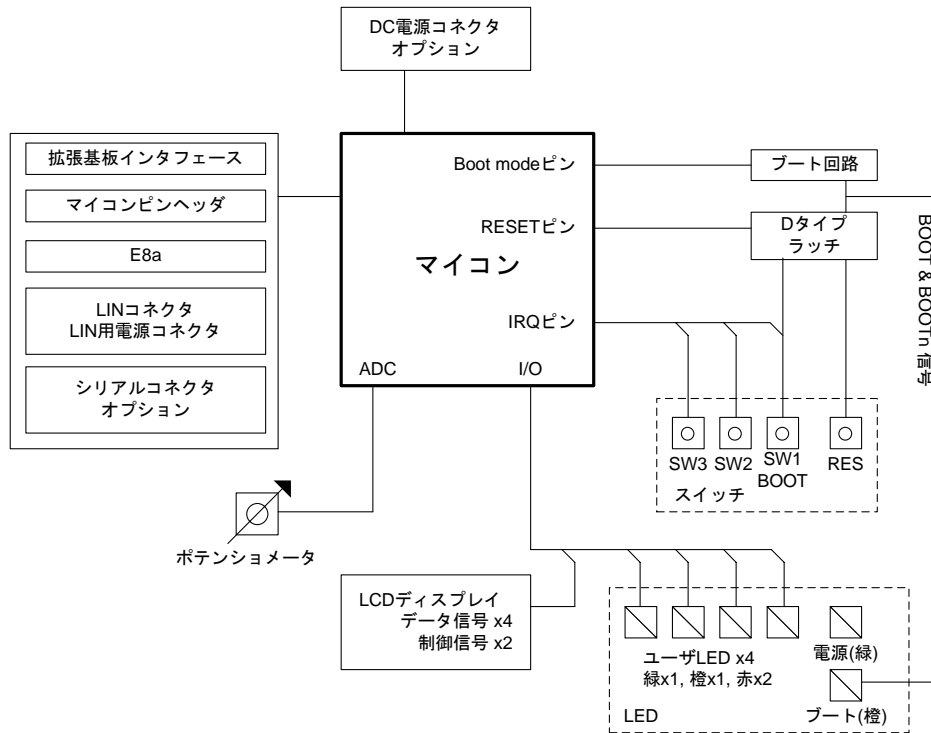 DC電源コネクタ
オプション
拡張基板インタフェース
マイコンピンヘッダ
E8a
LINコネクタ
LIN用電源コネクタ
シリアルコネクタ
オプション
Boot modeピン
RESETピン
マイコン
IRQピン
ADC
I/O
ブート回路
Dタイプ
ラッチ
BOOT & BOOTn 信号
SW3
SW2
SW1
BOOT
RES
スイッチ
ポテンショメータ
LCDディスプレイ
データ信号 x4
制御信号 x2
ユーザLED x4
緑x1, 橙x1, 赤x2
電源(緑)
ブート(橙)
LED